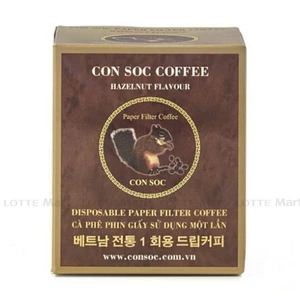 CON SOC COFFEE
HAZELNUT FLAVOUR
Paper Filter Coffee
CON SOC
LOTTE Mart
LOTTE Mart
DISPOSABLE PAPER FILTER COFFEE
CÀ PHÊ PHIN GIẤY SỬ DỤNG MỘT LẦN
베트남 전통 1 회용 드립커피
www.consoc.com.vn